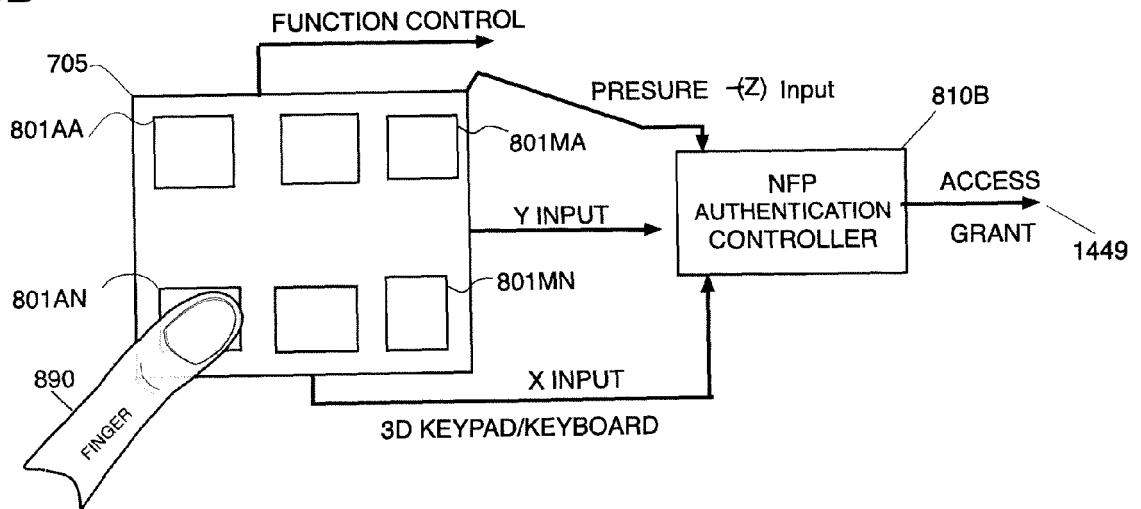 FUNCTION CONTROL
705
PRESURE -(Z) Input
810B
801AA
801MA
NFP
AUTHENTICATION
CONTROLLER
ACCESS
GRANT
1449
Y INPUT
801AN
801MN
890
FINGER
X INPUT
3D KEYPAD/KEYBOARD